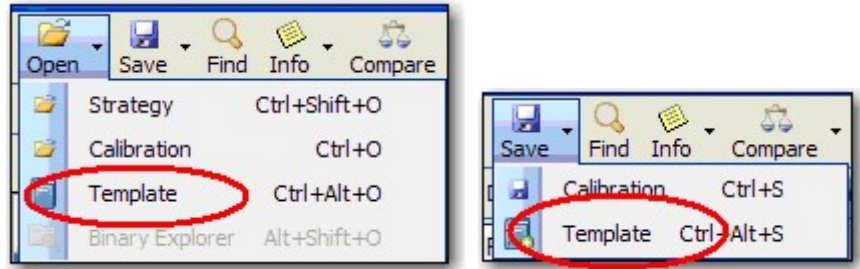 Open Save Find Info Compare
Strategy Ctrl+Shift+O
Calibration Ctrl+O
Template Ctrl+Alt+O
Binary Explorer Alt+Shift+O
Save Find Info Compare
Calibration Ctrl+S
Template Ctrl+Alt+S